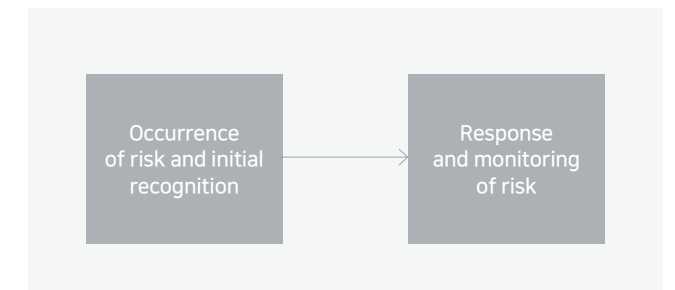 Occurrence
of risk and initial
recognition
Response
and monitoring
of risk